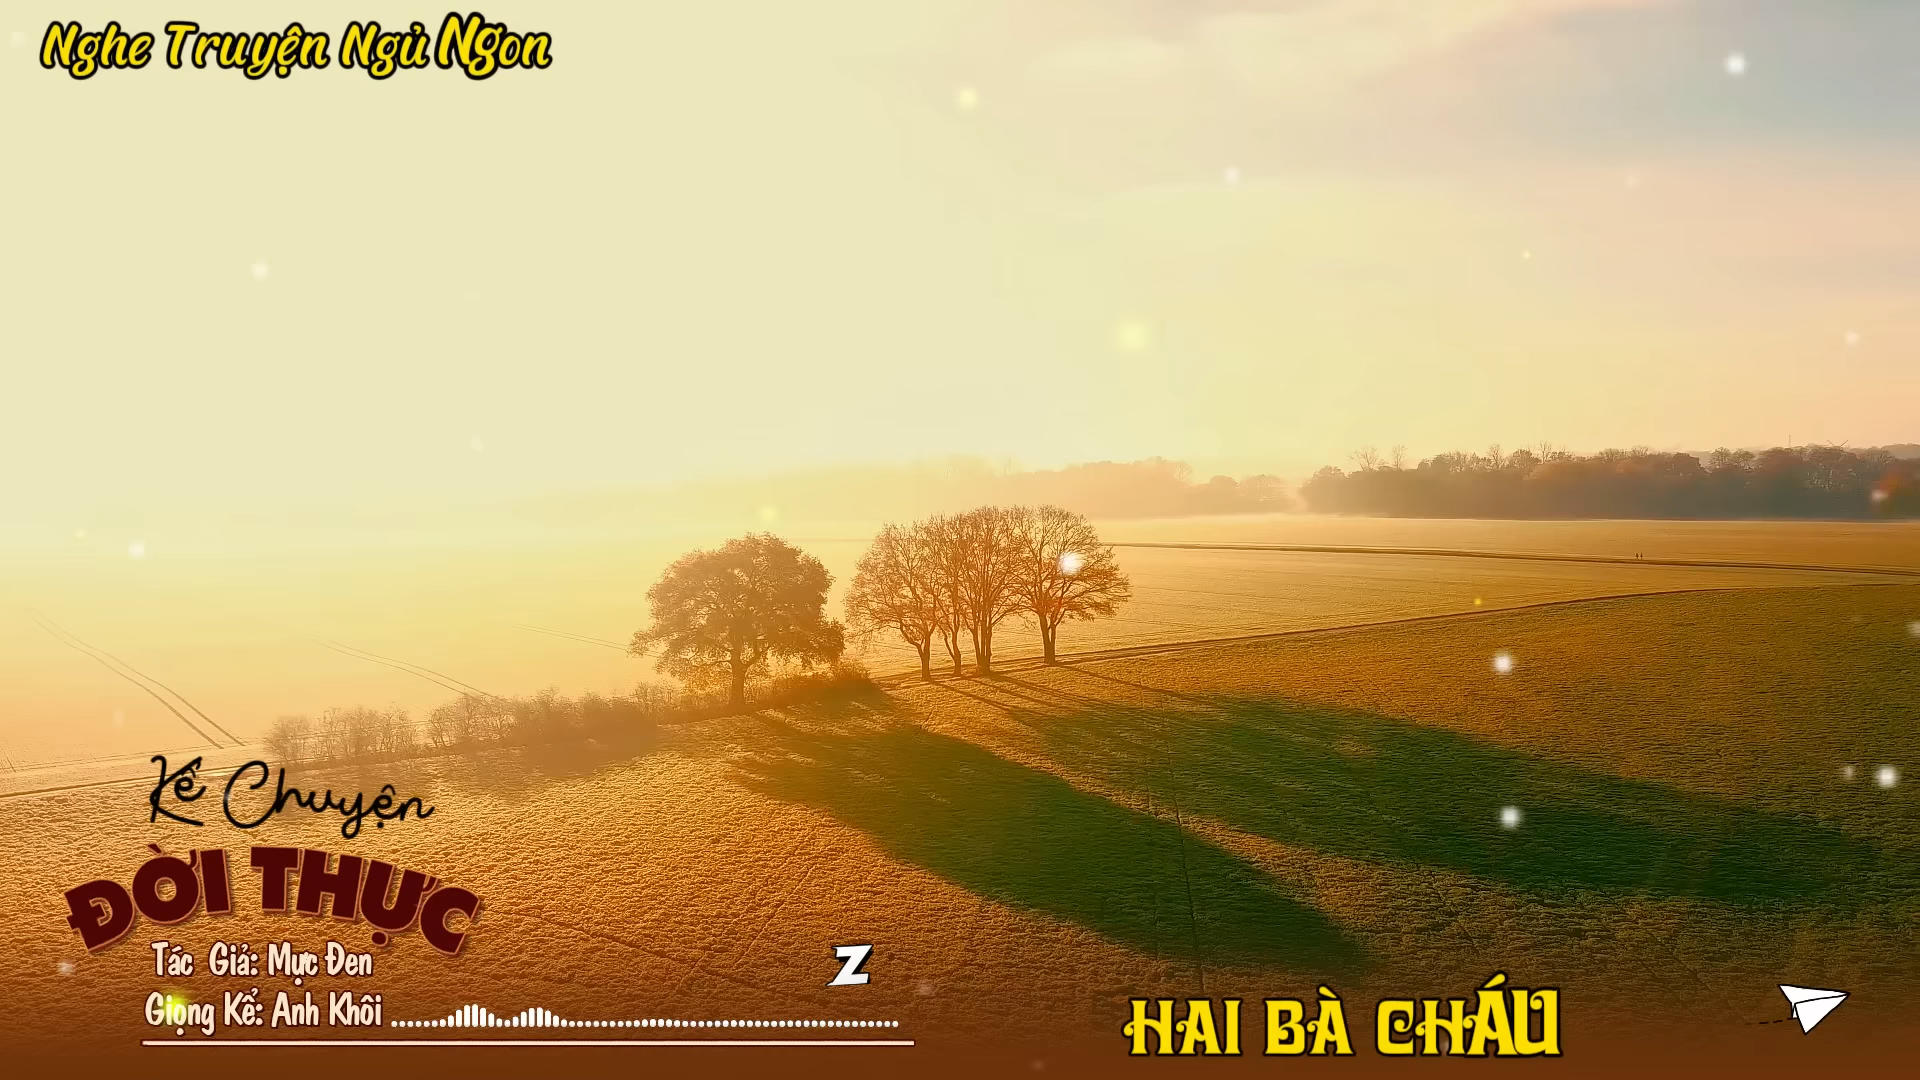 Nghe Truyện Ngủ Ngon
Kể Chuyện
ĐỜI THỰC
Tác Giả: Mực Đen
Giọng Kể: Anh Khôi
Z
HAI BÀ CHÁU